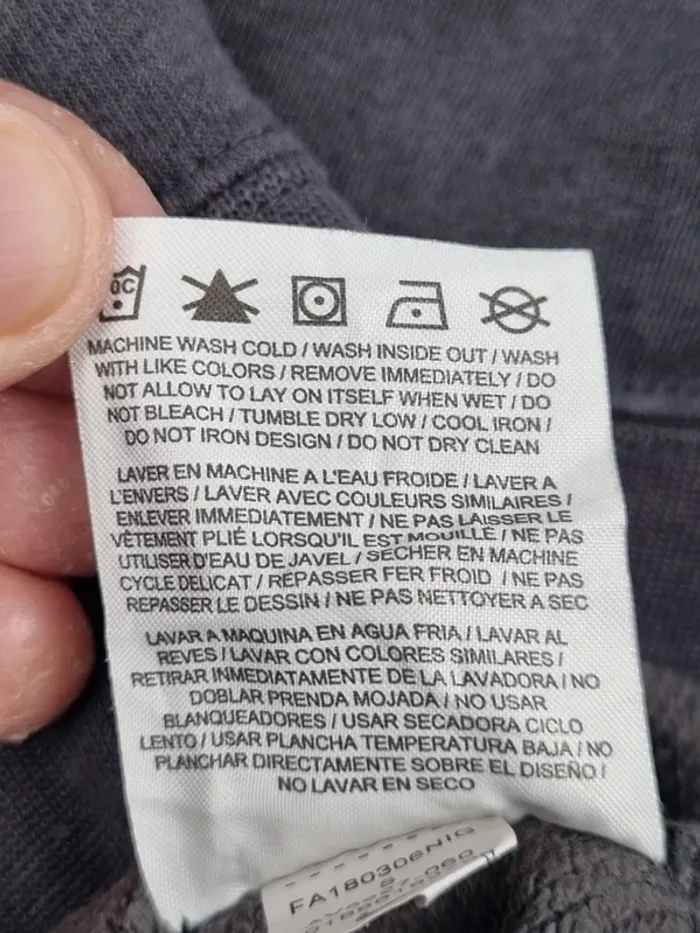 MACHINE WASH COLD / WASH INSIDE OUT / WASH
WITH LIKE COLORS / REMOVE IMMEDIATELY / DO
NOT ALLOW TO LAY ON ITSELF WHEN WET / DO
NOT BLEACH / TUMBLE DRY LOW / COOL IRON /
DO NOT IRON DESIGN / DO NOT DRY CLEAN
LAVER EN MACHINE A L'EAU FROIDE / LAVER A
L'ENVERS / LAVER AVEC COULEURS SIMILAIRES /
ENLEVER IMMEDIATEMENT / NE PAS LAISSER LE
VÊTEMENT PLIÉ LORSQU'IL EST MOUILLÉ / NE PAS
UTILISER D'EAU DE JAVEL / SECHER EN MACHINE
CYCLE DELICAT / REPASSER FER FROID / NE PAS
REPASSER LE DESSIN / NE PAS NETTOYER A SEC
LAVAR A MAQUINA EN AGUA FRIA / LAVAR AL
REVES / LAVAR CON COLORES SIMILARES /
RETIRAR INMEDIATAMENTE DE LA LAVADORA / NO
DOBLAR PRENDA MOJADA / NO USAR
BLANQUEADORES / USAR SECADORA CICLO
LENTO / USAR PLANCHA TEMPERATURA BAJA / NO
PLANCHAR DIRECTAMENTE SOBRE EL DISEÑO /
NO LAVAR EN SECO
FA180306NIG